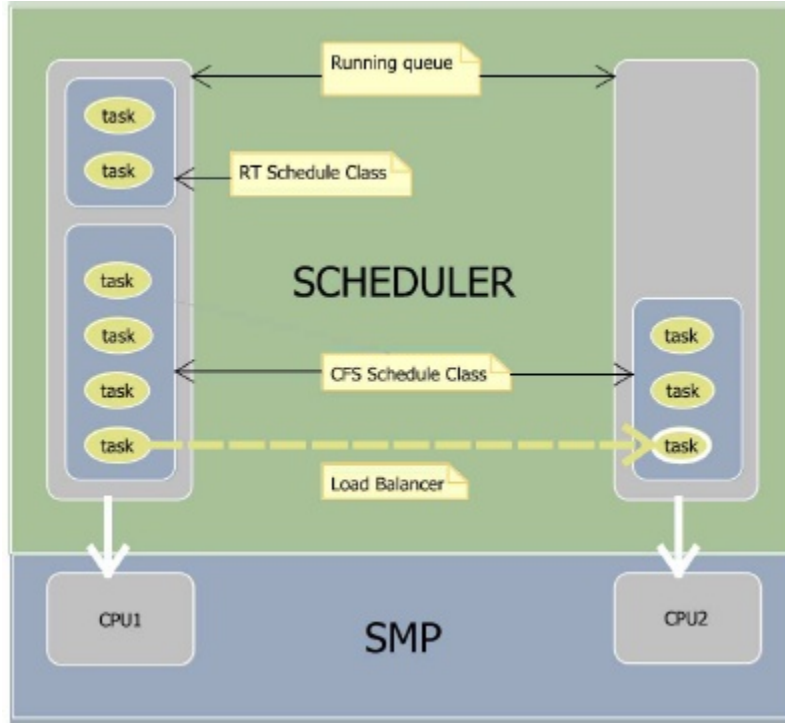 Running queue
task
task
RT Schedule Class
SCHEDULER
task
task
task
task
CFS Schedule Class
task
task
task
Load Balancer
CPU1
SMP
CPU2